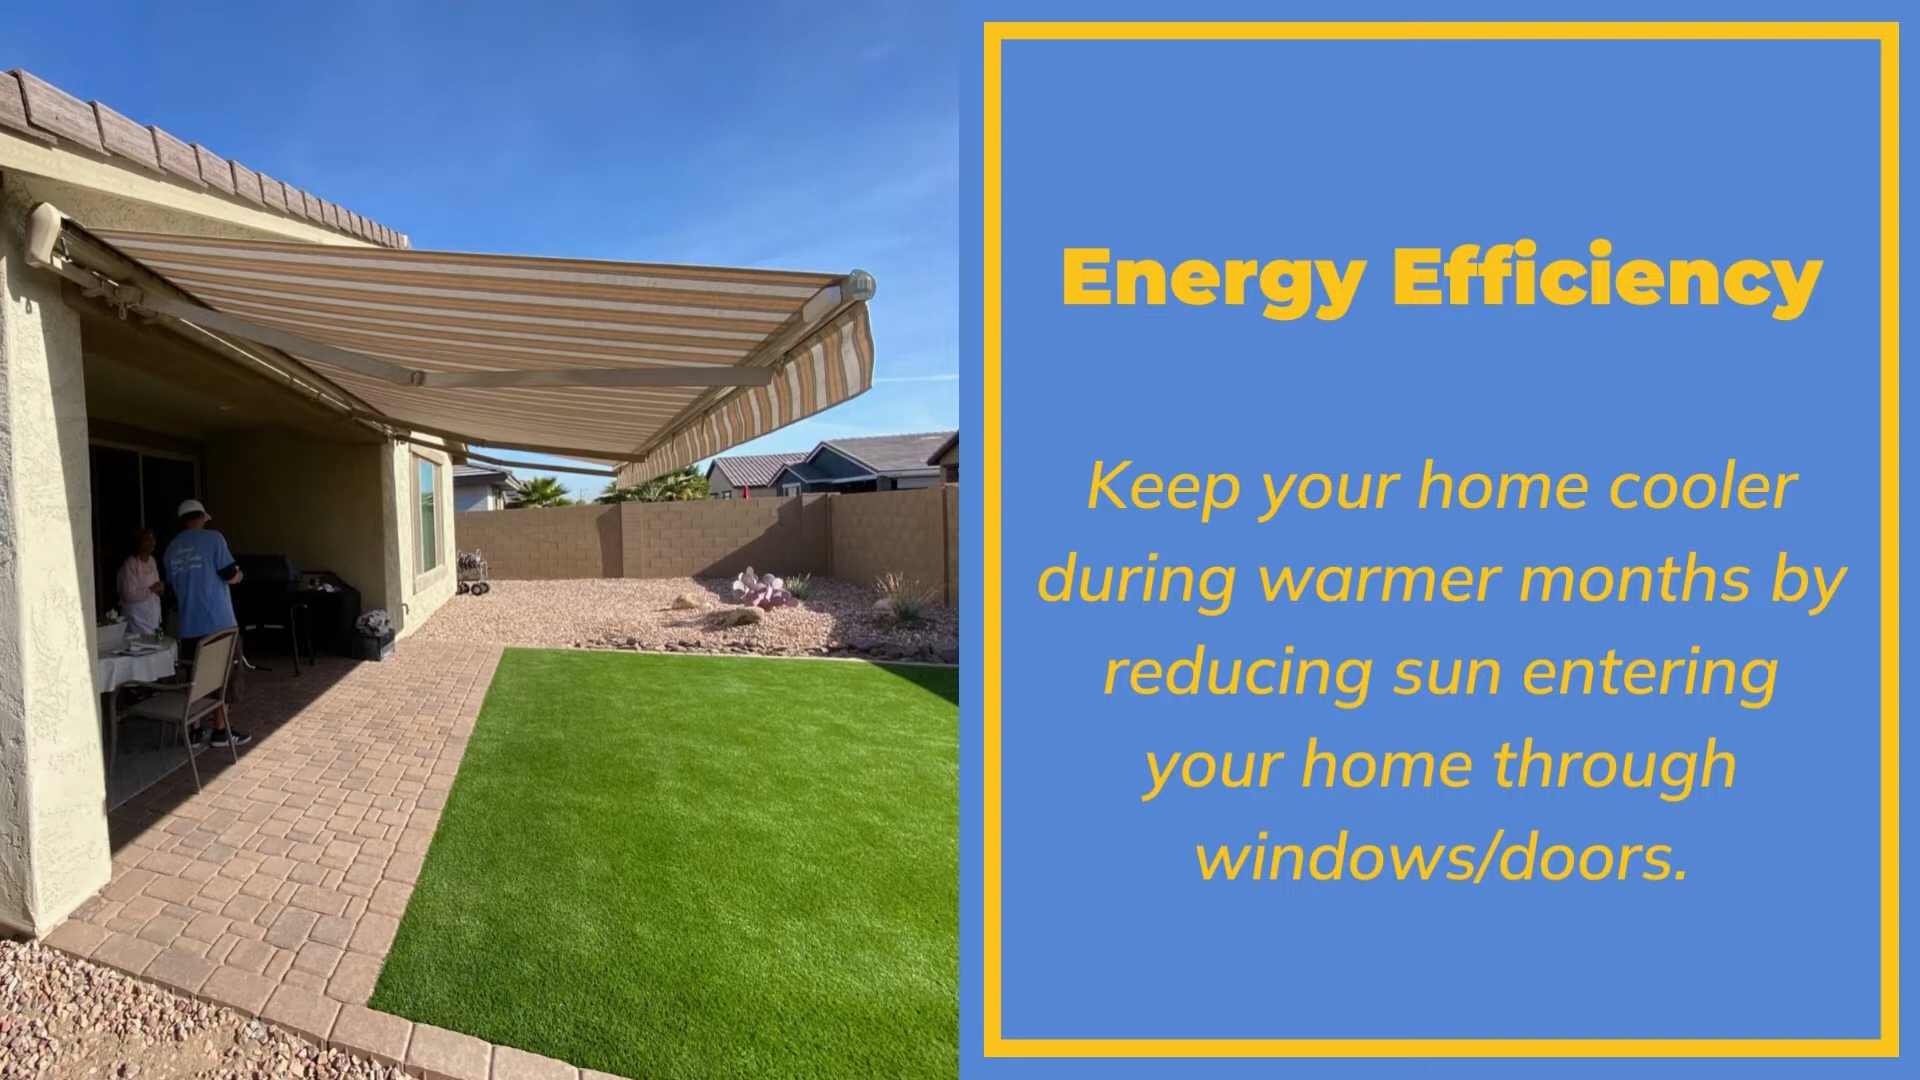 Energy Efficiency
Keep your home cooler
during warmer months by
reducing sun entering
your home through
windows/doors.